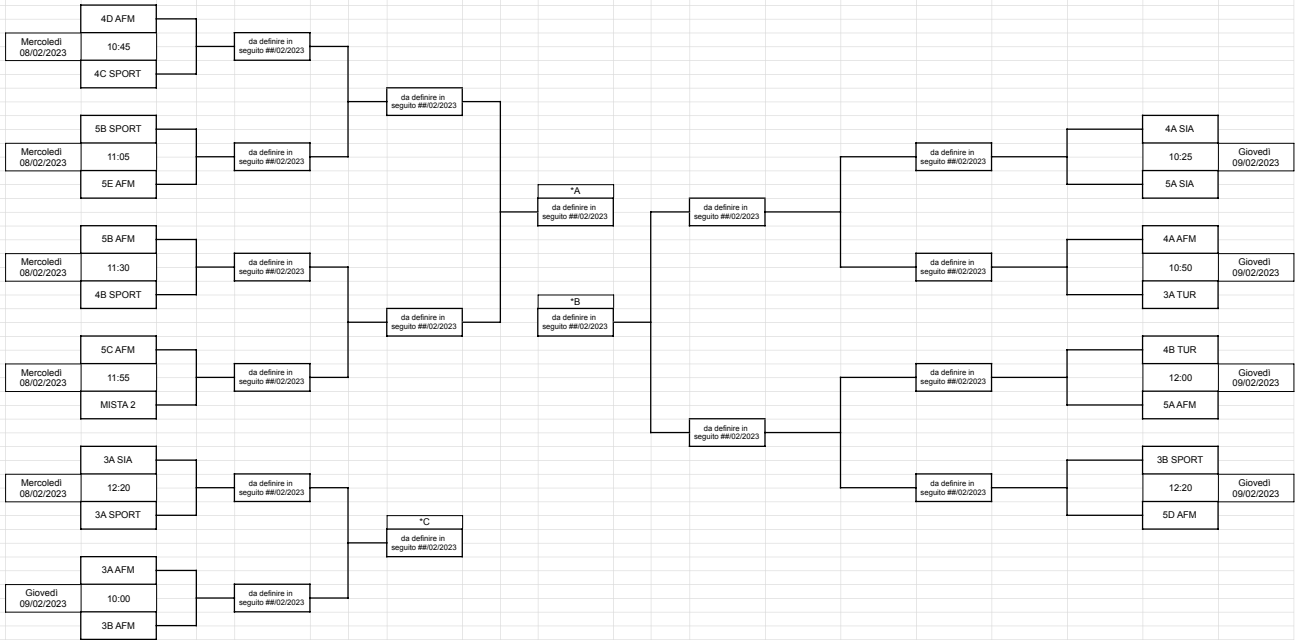 4D AFM
Mercoledì
08/02/2023
10:45
da definire in
seguito ##/02/2023
4C SPORT
da definire in
seguito ##/02/2023
5B SPORT
Mercoledì
08/02/2023
11:05
da definire in
seguito ##/02/2023
5E AFM
*A
da definire in
seguito ##/02/2023
5B AFM
Mercoledì
08/02/2023
11:30
da definire in
seguito ##/02/2023
4B SPORT
*B
da definire in
seguito ##/02/2023
da definire in
seguito ##/02/2023
5C AFM
Mercoledì
08/02/2023
11:55
da definire in
seguito ##/02/2023
MISTA 2
3A SIA
Mercoledì
08/02/2023
12:20
da definire in
seguito ##/02/2023
3A SPORT
*C
da definire in
seguito ##/02/2023
3A AFM
Giovedì
09/02/2023
10:00
da definire in
seguito ##/02/2023
3B AFM
4A SIA
da definire in
seguito ##/02/2023
10:25
Giovedì
09/02/2023
5A SIA
da definire in
seguito ##/02/2023
4A AFM
da definire in
seguito ##/02/2023
10:50
Giovedì
09/02/2023
3A TUR
4B TUR
da definire in
seguito ##/02/2023
12:00
Giovedì
09/02/2023
5A AFM
da definire in
seguito ##/02/2023
3B SPORT
da definire in
seguito ##/02/2023
12:20
Giovedì
09/02/2023
5D AFM